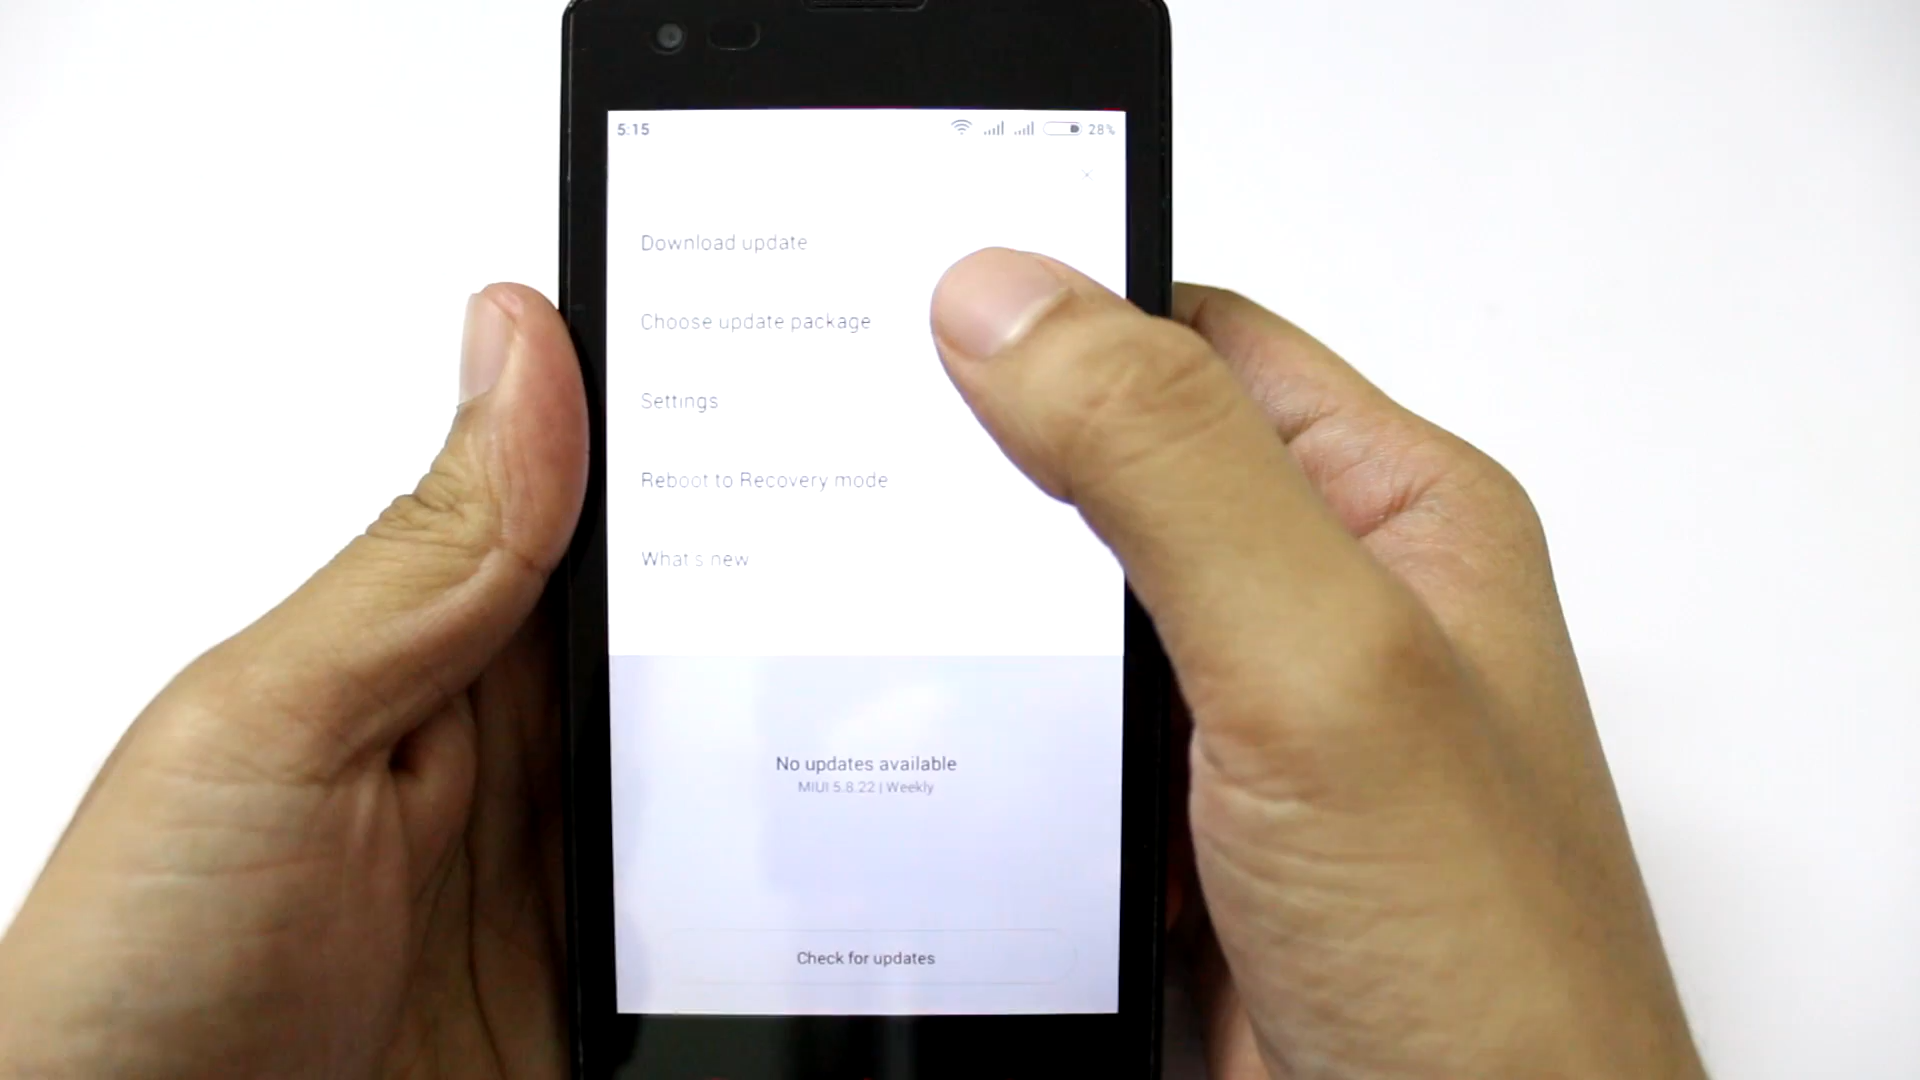 5:15 28%
Download update
Choose update package
Settings
Reboot to Recovery mode
What's new
No updates available
MIUI 5.8.22 | Weekly
Check for updates